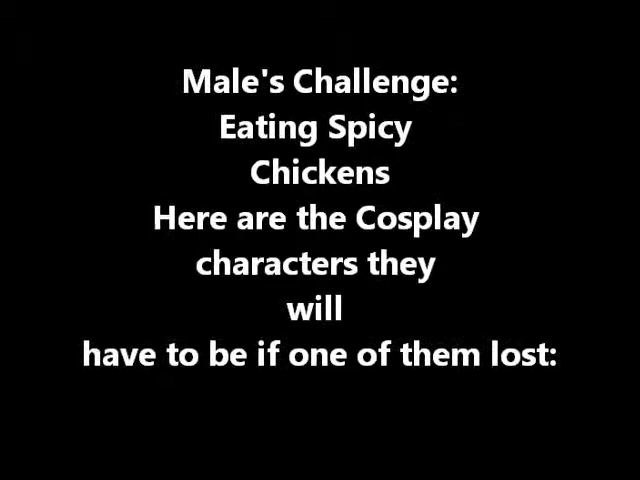 Male's Challenge:
Eating Spicy
Chickens
Here are the Cosplay
characters they
will
have to be if one of them lost: